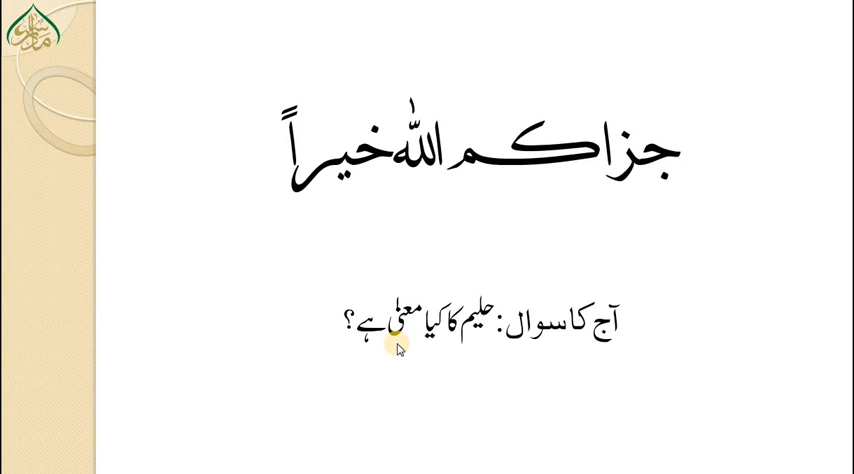 جزاکم اللہ خیراً
آج کا سوال: حلیم کا کیا معنیٰ ہے؟